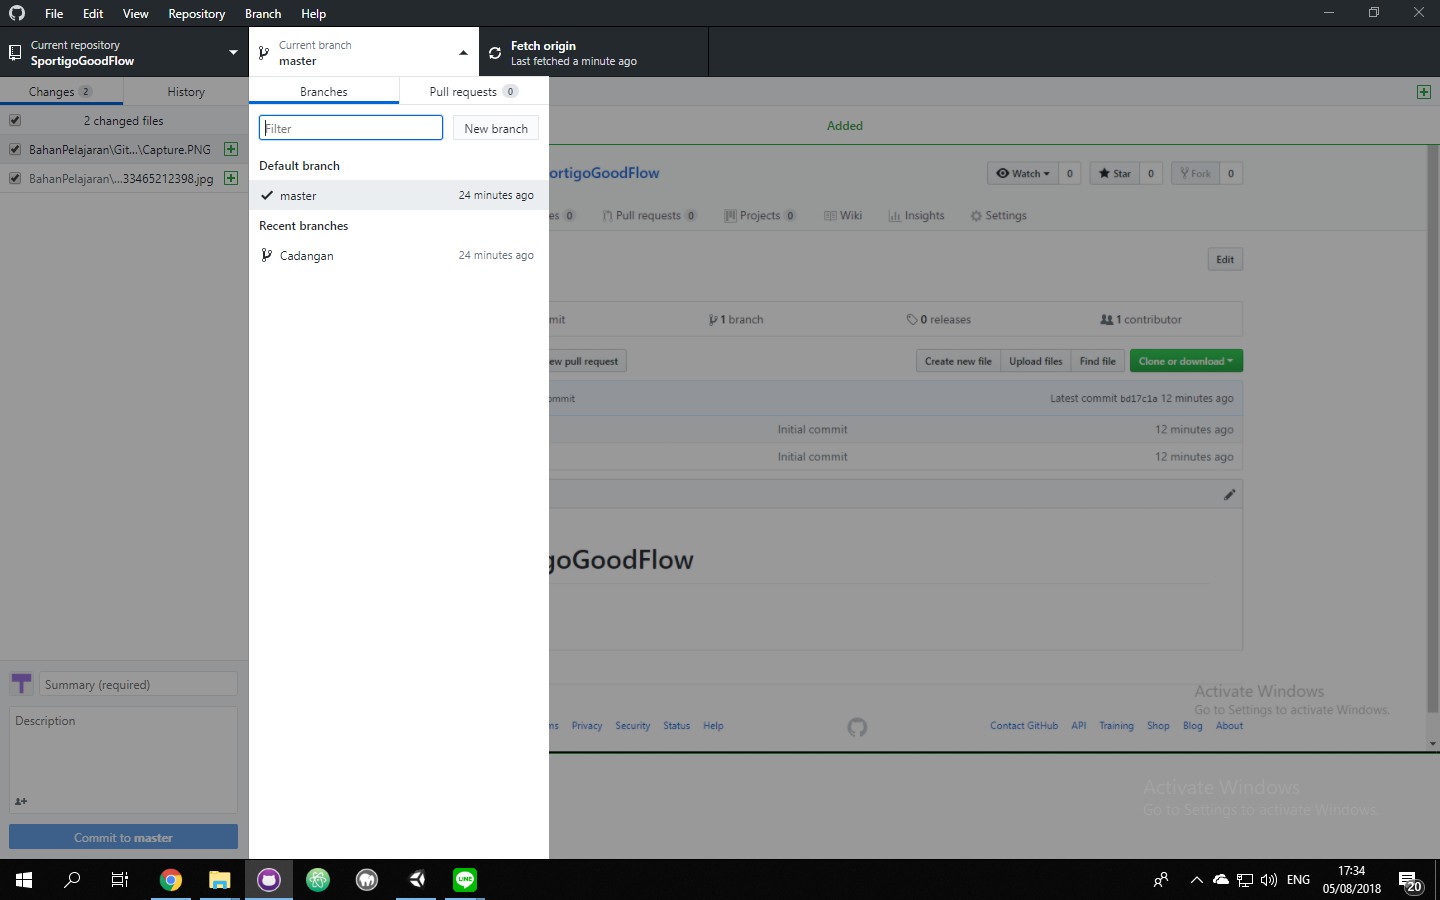 File Edit View Repository Branch Help
Current repository
SportigoGoodFlow
Current branch
master
Fetch origin
Last fetched a minute ago
Changes 2
History
Branches
Pull requests 0
2 changed files
Filter
New branch
Added
BahanPelajaran\Git...\Capture.PNG
BahanPelajaran\...33465212398.jpg
Default branch
master 24 minutes ago
Recent branches
Cadangan 24 minutes ago
ortigoGoodFlow
Watch 0 Star 0 Fork 0
es 0 Pull requests 0 Projects 0 Wiki Insights Settings
Edit
mit 1 branch 0 releases 1 contributor
ew pull request Create new file Upload files Find file Clone or download
ommit Latest commit bd17c1a 12 minutes ago
Initial commit 12 minutes ago
Initial commit 12 minutes ago
goGoodFlow
Summary (required)
Description
Commit to master
Activate Windows
Go to Settings to activate Windows.
ms Privacy Security Status Help Contact GitHub API Training Shop Blog About
Activate Windows
Go to Settings to activate Windows.
LINE
ENG
17:34
05/08/2018
20